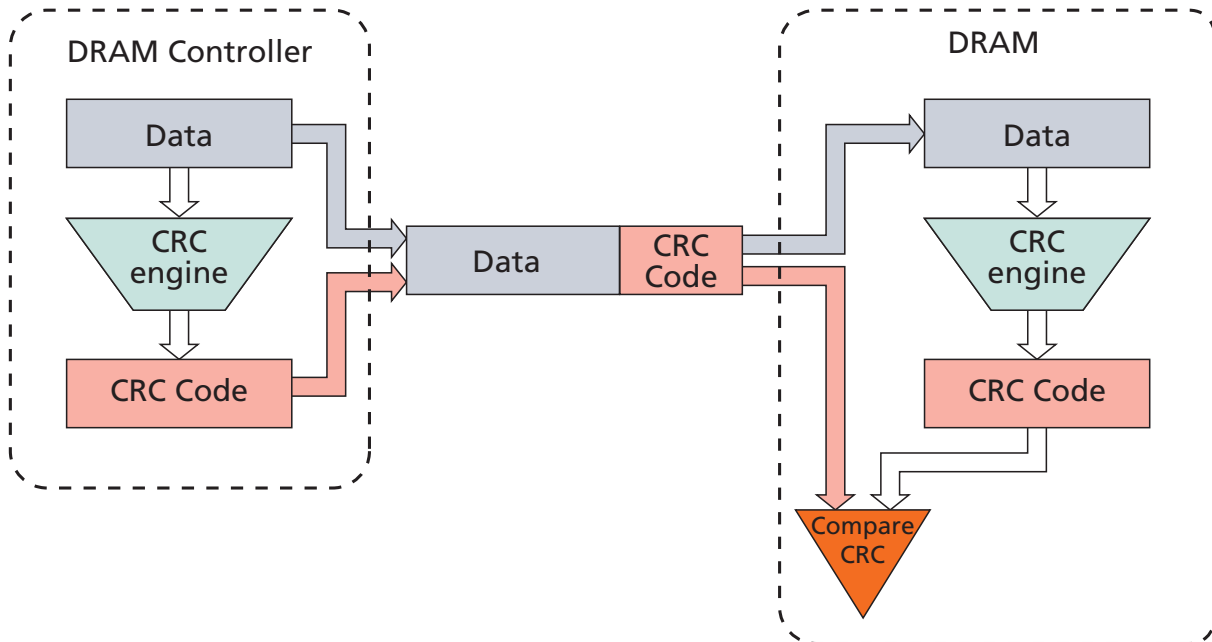 DRAM Controller
Data
CRC
engine
CRC Code
Data
CRC
Code
DRAM
Data
CRC
engine
CRC Code
Compare
CRC